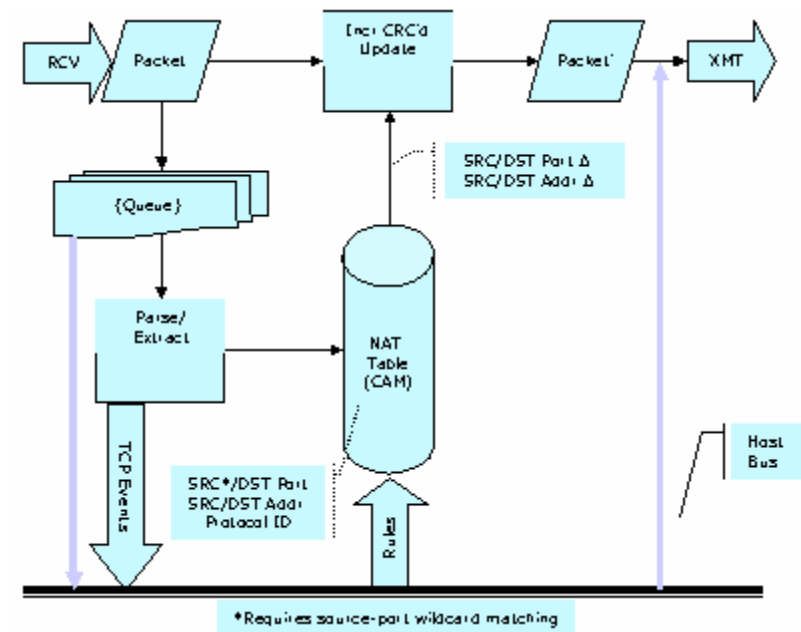 RCV
Packet
Incr CRC'd
Update
Packet'
XMT
SRC/DST Port Δ
SRC/DST Addr Δ
{Queue}
Parse/
Extract
NAT
Table
(CAM)
TCP Events
SRC*/DST Port
SRC/DST Addr
Protocol ID
Rules
Host
Bus
*Requires source-port wildcard matching